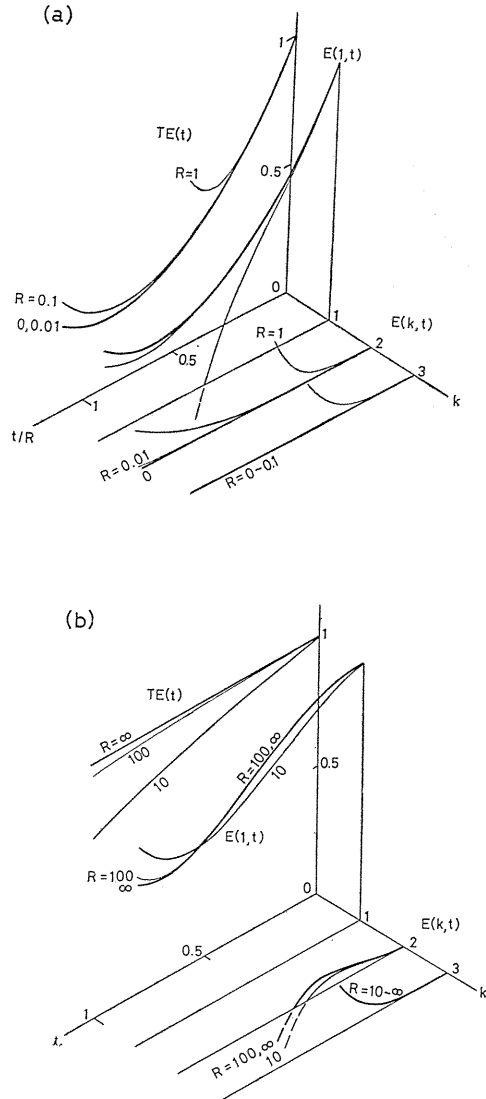 (a)
1
E(1,t)
TE(t)
R=1
0.5
R=0.1
0,0.01
0
1
E(k,t)
R=1
2
0.5
3
1
k
t/R
R=0.01
0
R=0-0.1
(b)
1
TE(t)
R=∞
100
10
R=100,∞
10
0.5
E(1,t)
R=100
∞
0
1
E(k,t)
0.5
2
3
1
R=10-∞
k
t.
R=100,∞
10